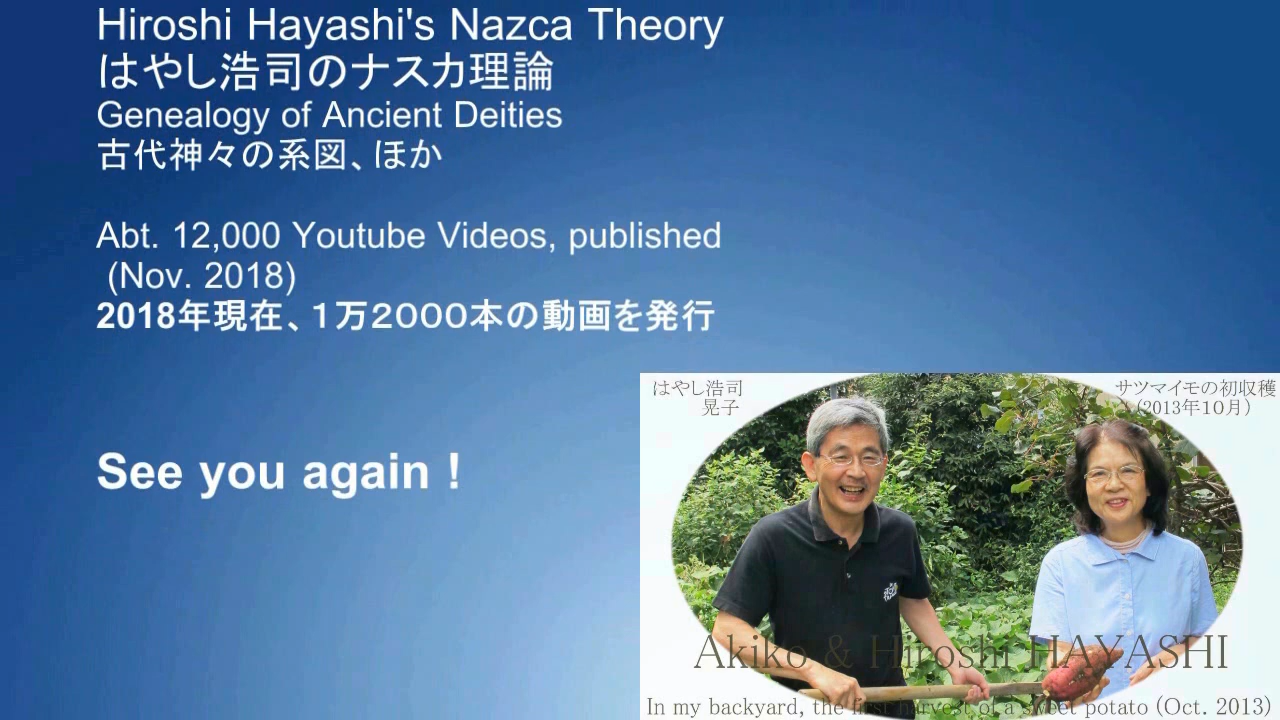 Hiroshi Hayashi's Nazca Theory
はやし浩司のナスカ理論
Genealogy of Ancient Deities
古代神々の系図、ほか
Abt. 12,000 Youtube Videos, published
(Nov. 2018)
2018年現在、１万２０００本の動画を発行
See you again !
はやし浩司
晃子
サツマイモの初収穫
(2013年１０月)
Akiko & Hiroshi HAYASHI
In my backyard, the first harvest of a sweet potato (Oct. 2013)